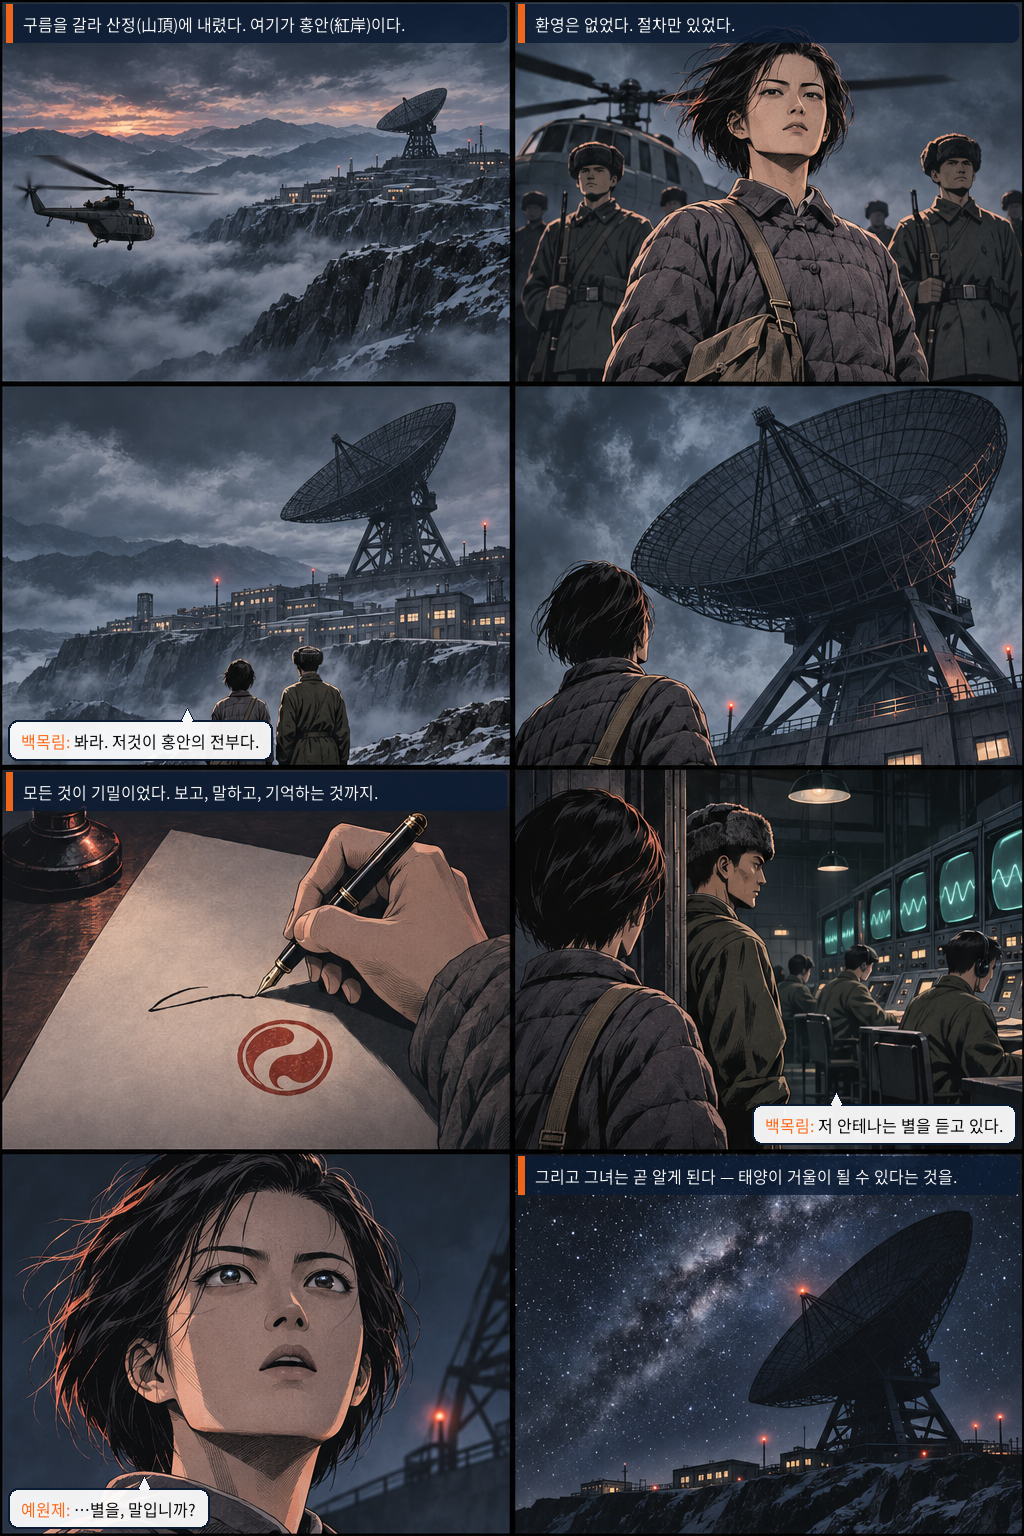 구름을 갈라 산정(山頂)에 내렸다. 여기가 홍안(紅岸)이다.
환영은 없었다. 절차만 있었다.
백목림: 봐라. 저것이 홍안의 전부다.
모든 것이 기밀이었다. 보고, 말하고, 기억하는 것까지.
백목림: 저 안테나는 별을 듣고 있다.
예원제: …별을, 말입니까?
그리고 그녀는 곧 알게 된다 — 태양이 거울이 될 수 있다는 것을.